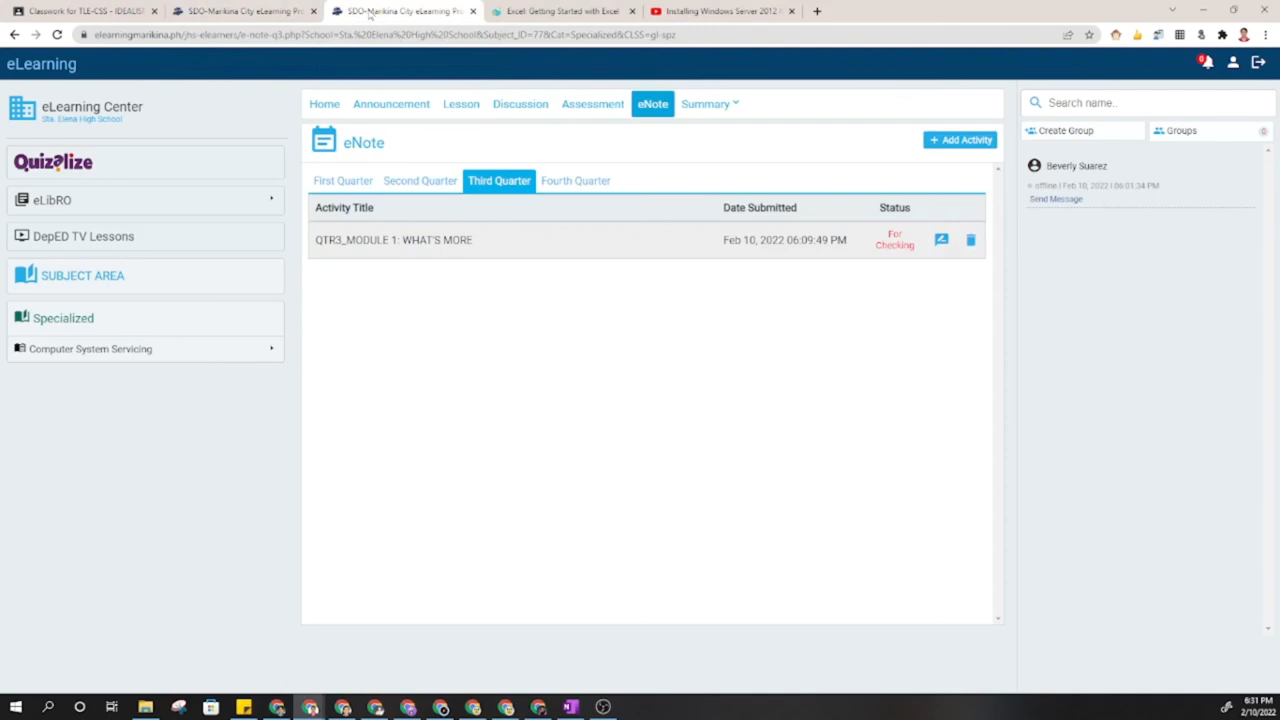 Classwork for TLE-CSS - IDEALIS
SDO-Marikina City eLearning Pro
SDO-Marikina City eLearning Pro
Excel: Getting Started with Excel
Installing Windows Server 2012
elearningmarikina.ph/jhs-elearners/e-note-q3.php?School=Sta.%20Elena%20High%20School&Subject_ID=77&Cat=Specialized&CLSS=gl-spz
eLearning
0
eLearning Center
Sta. Elena High School
Quizalize
eLibRO
DepED TV Lessons
SUBJECT AREA
Specialized
Computer System Servicing
Home Announcement Lesson Discussion Assessment eNote Summary
eNote
+ Add Activity
First Quarter Second Quarter Third Quarter Fourth Quarter
Activity Title Date Submitted Status
QTR3_MODULE 1: WHAT'S MORE Feb 10, 2022 06:09:49 PM For
Checking
Search name..
Create Group Groups 0
Beverly Suarez
offline | Feb 10, 2022 | 06:01:34 PM
Send Message
6:31 PM
2/10/2022